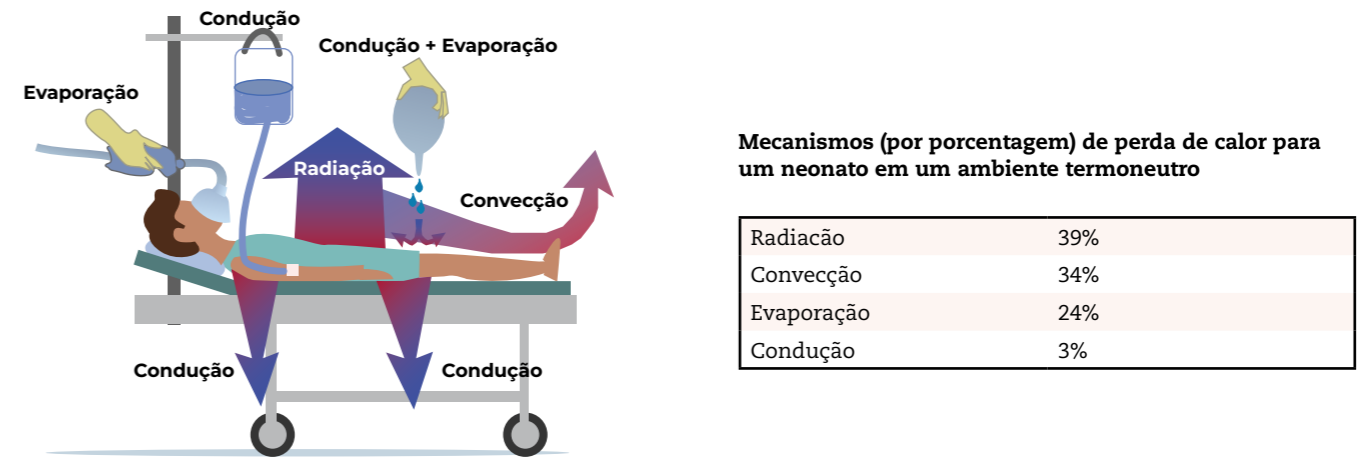 Condução
Condução + Evaporação
Evaporação
Radiação
Convecção
Condução
Condução
Mecanismos (por porcentagem) de perda de calor para
um neonato em um ambiente termoneutro
Radiacão 39%
Convecção 34%
Evaporação 24%
Condução 3%